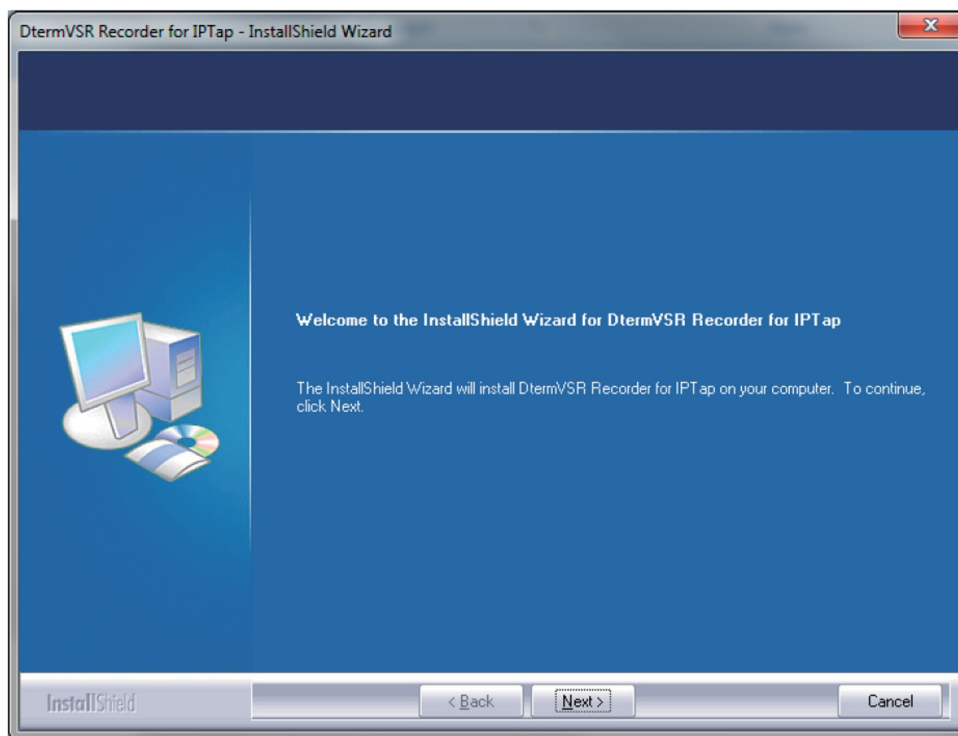 DtermVSR Recorder for IPTap - InstallShield Wizard
Welcome to the InstallShield Wizard for DtermVSR Recorder for IPTap
The InstallShield Wizard will install DtermVSR Recorder for IPTap on your computer. To continue,
click Next.
InstallShield
< Back
Next >
Cancel